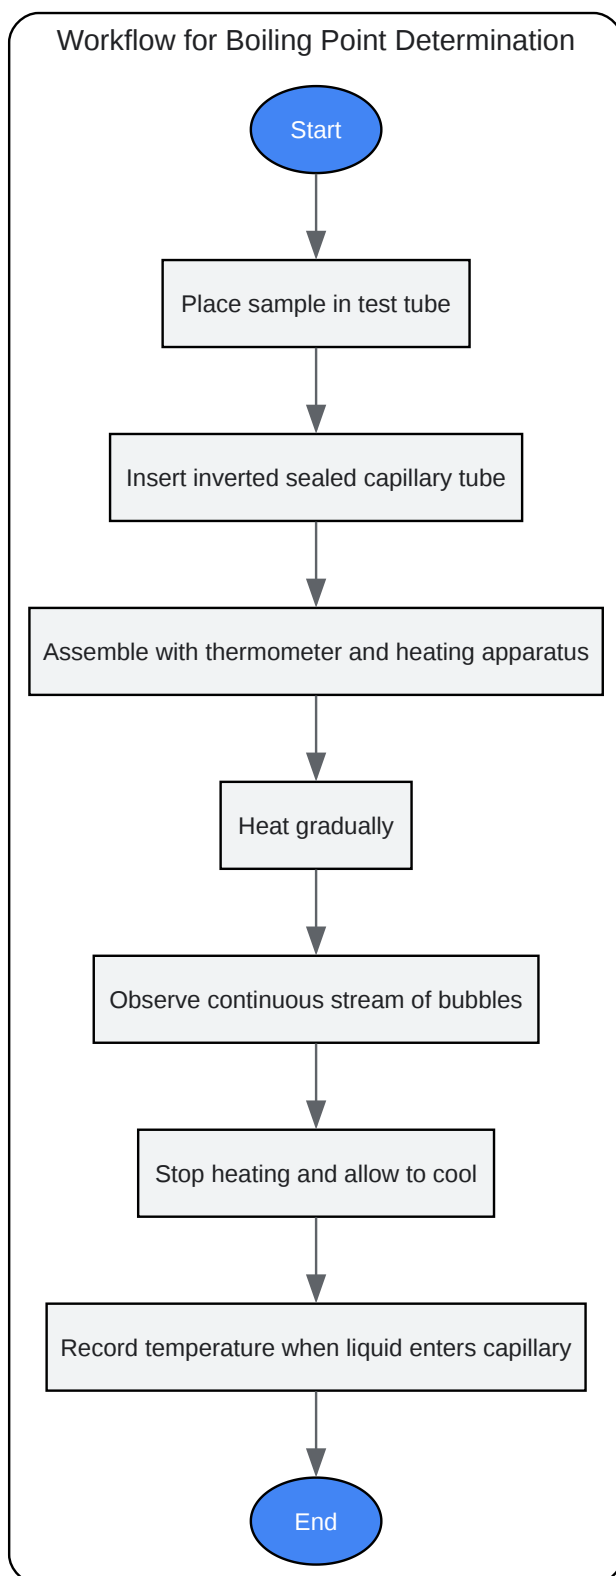 Workflow for Boiling Point Determination
Start
Place sample in test tube
Insert inverted sealed capillary tube
Assemble with thermometer and heating apparatus
Heat gradually
Observe continuous stream of bubbles
Stop heating and allow to cool
Record temperature when liquid enters capillary
End